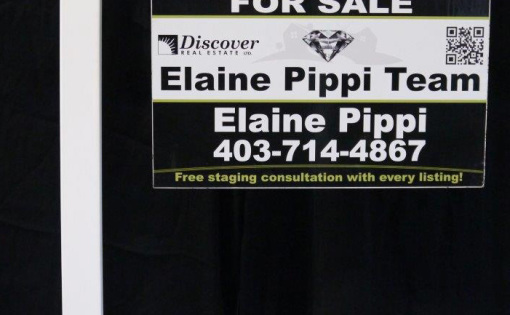 FOR SALE
Discover
REAL ESTATE LTD.
Elaine Pippi Team
Elaine Pippi
403-714-4867
Free staging consultation with every listing!